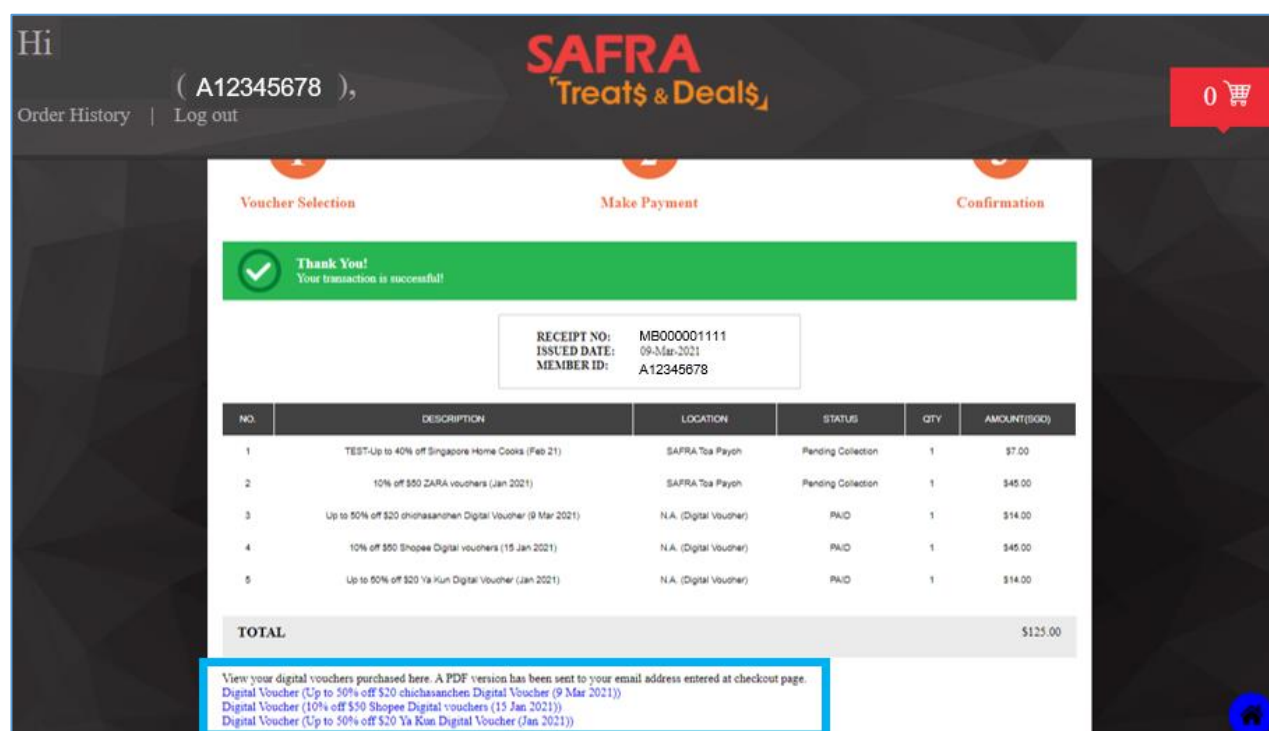 Hi
SAFRA
Treat$ & Deal$
( A12345678 ),
0
Order History | Log out
1 2 3
Voucher Selection Make Payment Confirmation
Thank You!
Your transaction is successful!
RECEIPT NO: MB000001111
ISSUED DATE: 09-Mar-2021
MEMBER ID: A12345678
NO. DESCRIPTION LOCATION STATUS QTY AMOUNT(SGD)
1 TEST-Up to 40% off Singapore Home Cooks (Feb 21) SAFRA Toa Payoh Pending Collection 1 $7.00
2 10% off $50 ZARA vouchers (Jan 2021) SAFRA Toa Payoh Pending Collection 1 $45.00
3 Up to 50% off $20 chichasanchen Digital Voucher (9 Mar 2021) N.A. (Digital Voucher) PAID 1 $14.00
4 10% off $50 Shopee Digital vouchers (15 Jan 2021) N.A. (Digital Voucher) PAID 1 $45.00
5 Up to 50% off $20 Ya Kun Digital Voucher (Jan 2021) N.A. (Digital Voucher) PAID 1 $14.00
TOTAL $125.00
View your digital vouchers purchased here. A PDF version has been sent to your email address entered at checkout page.
Digital Voucher (Up to 50% off $20 chichasanchen Digital Voucher (9 Mar 2021))
Digital Voucher (10% off $50 Shopee Digital vouchers (15 Jan 2021))
Digital Voucher (Up to 50% off $20 Ya Kun Digital Voucher (Jan 2021))